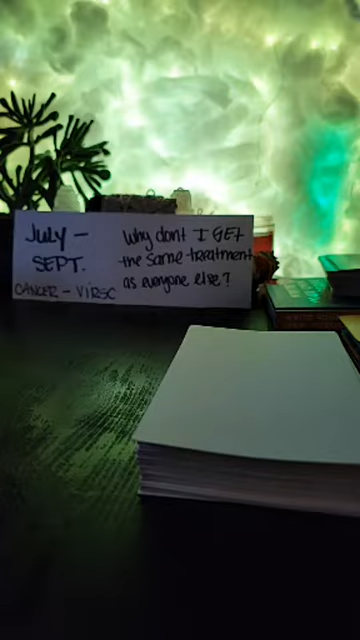 JULY -
SEPT.
CANCER - VIRGO
Why dont I GET
the same treatment
as everyone else?